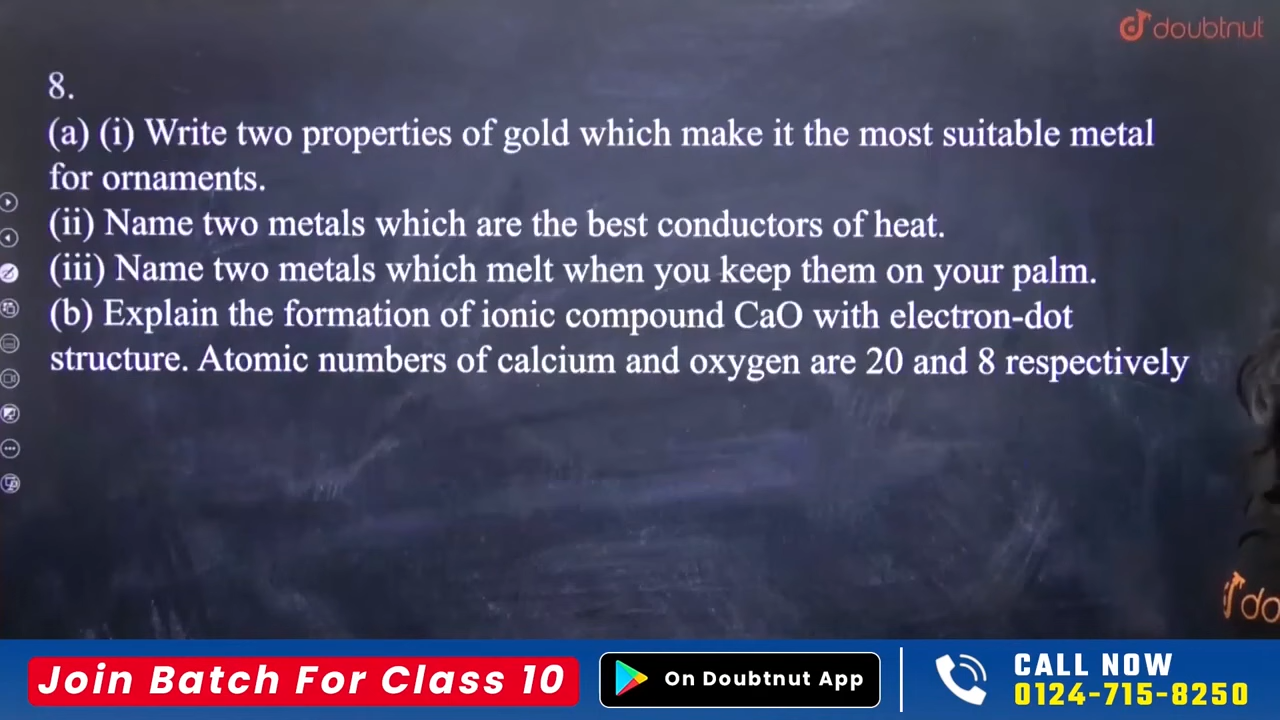 doubtnut
8.
(a) (i) Write two properties of gold which make it the most suitable metal
for ornaments.
(ii) Name two metals which are the best conductors of heat.
(iii) Name two metals which melt when you keep them on your palm.
(b) Explain the formation of ionic compound CaO with electron-dot
structure. Atomic numbers of calcium and oxygen are 20 and 8 respectively
do
Join Batch For Class 10
On Doubtnut App
CALL NOW
0124-715-8250